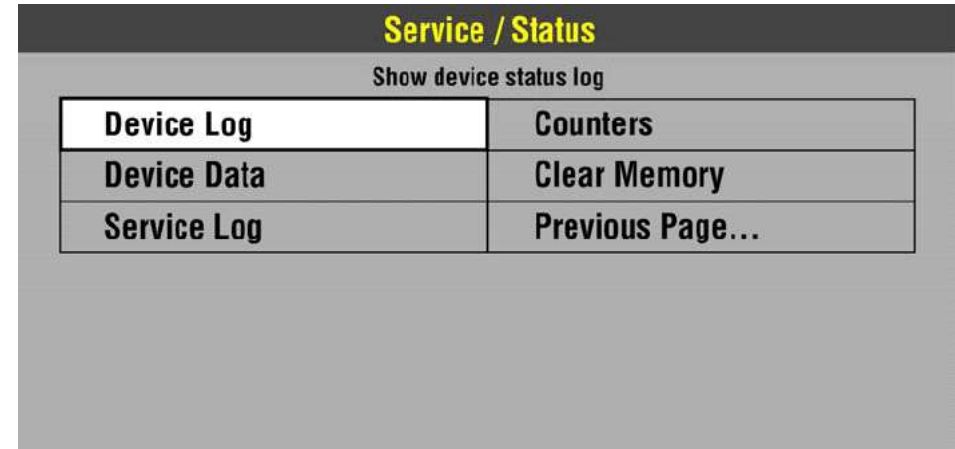 Service / Status
Show device status log
Device Log
Counters
Device Data
Clear Memory
Service Log
Previous Page...